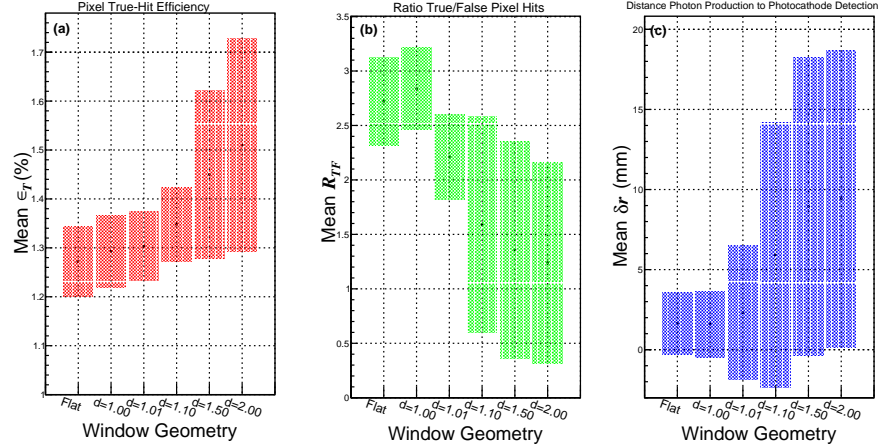 Pixel True-Hit Efficiency
(a)
Mean ϵT (%)
1.7
1.6
1.5
1.4
1.3
1.2
1.1
1
Flat d=1.00 d=1.01 d=1.10 d=1.50 d=2.00
Window Geometry
Ratio True/False Pixel Hits
(b)
Mean RTF
3.5
3
2.5
2
1.5
1
0.5
0
Flat d=1.00 d=1.01 d=1.10 d=1.50 d=2.00
Window Geometry
Distance Photon Production to Photocathode Detection
(c)
Mean δr (mm)
20
15
10
5
0
Flat d=1.00 d=1.01 d=1.10 d=1.50 d=2.00
Window Geometry